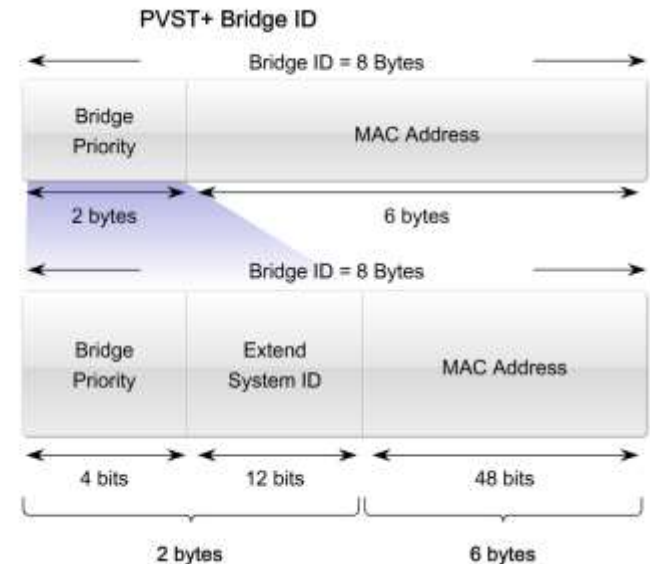 PVST+ Bridge ID
Bridge ID = 8 Bytes
Bridge
Priority
MAC Address
2 bytes
6 bytes
Bridge ID = 8 Bytes
Bridge
Priority
Extend
System ID
MAC Address
4 bits
12 bits
48 bits
2 bytes
6 bytes